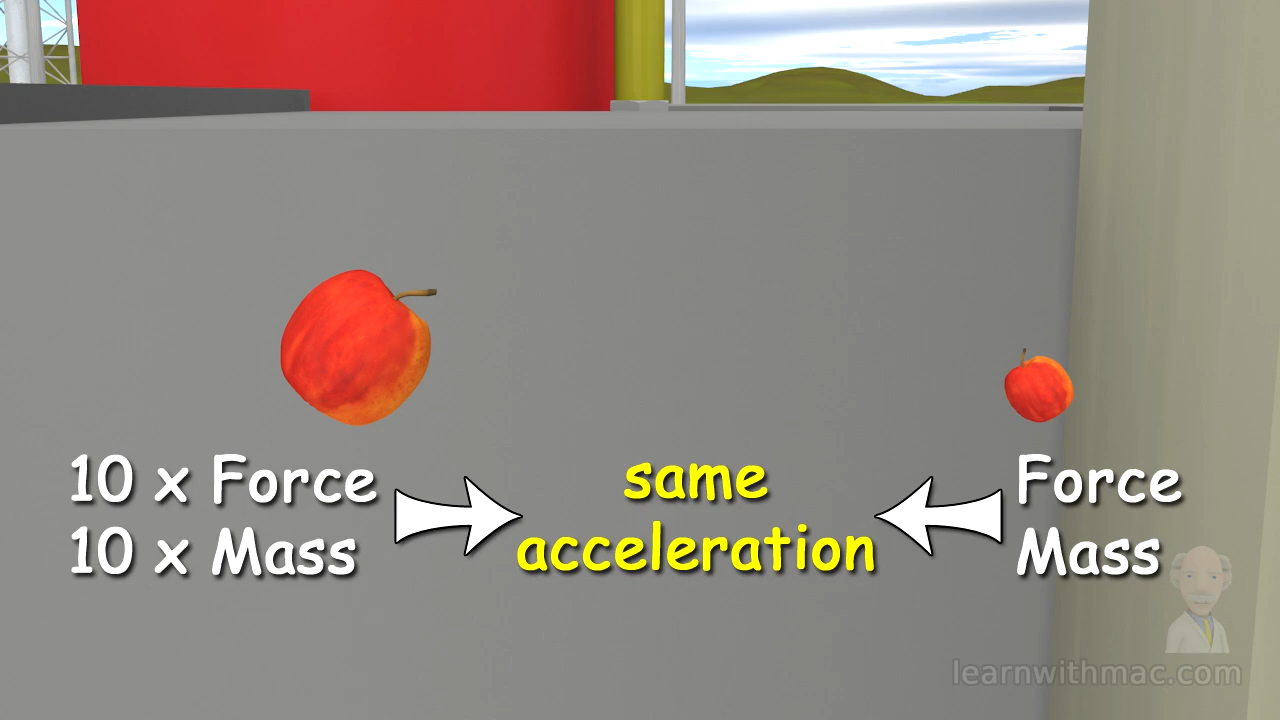 10 x Force
10 x Mass
same
acceleration
Force
Mass
learnwithmac.com